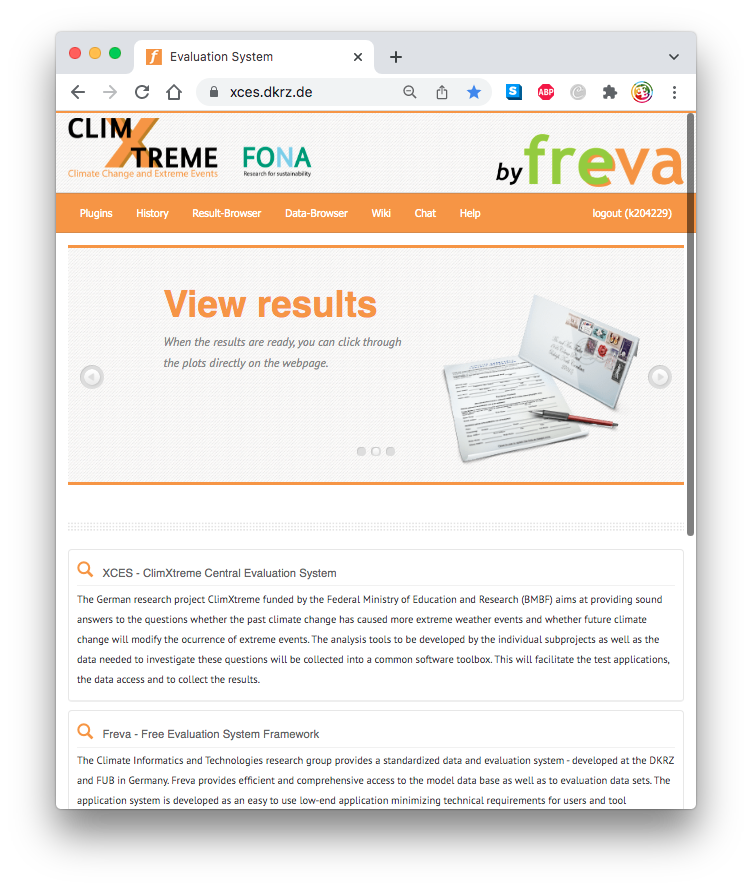 Evaluation System
xces.dkrz.de
ABP
CLIM
XTREME
Climate Change and Extreme Events
FONA
Research for sustainability
by freva
Plugins History Result-Browser Data-Browser Wiki Chat Help logout (k204229)
View results
When the results are ready, you can click through
the plots directly on the webpage.
XCES - ClimXtreme Central Evaluation System
The German research project ClimXtreme funded by the Federal Ministry of Education and Research (BMBF) aims at providing sound
answers to the questions whether the past climate change has caused more extreme weather events and whether future climate
change will modify the ocurrence of extreme events. The analysis tools to be developed by the individual subprojects as well as the
data needed to investigate these questions will be collected into a common software toolbox. This will facilitate the test applications,
the data access and to collect the results.
Freva - Free Evaluation System Framework
The Climate Informatics and Technologies research group provides a standardized data and evaluation system - developed at the DKRZ
and FUB in Germany. Freva provides efficient and comprehensive access to the model data base as well as to evaluation data sets. The
application system is developed as an easy to use low-end application minimizing technical requirements for users and tool